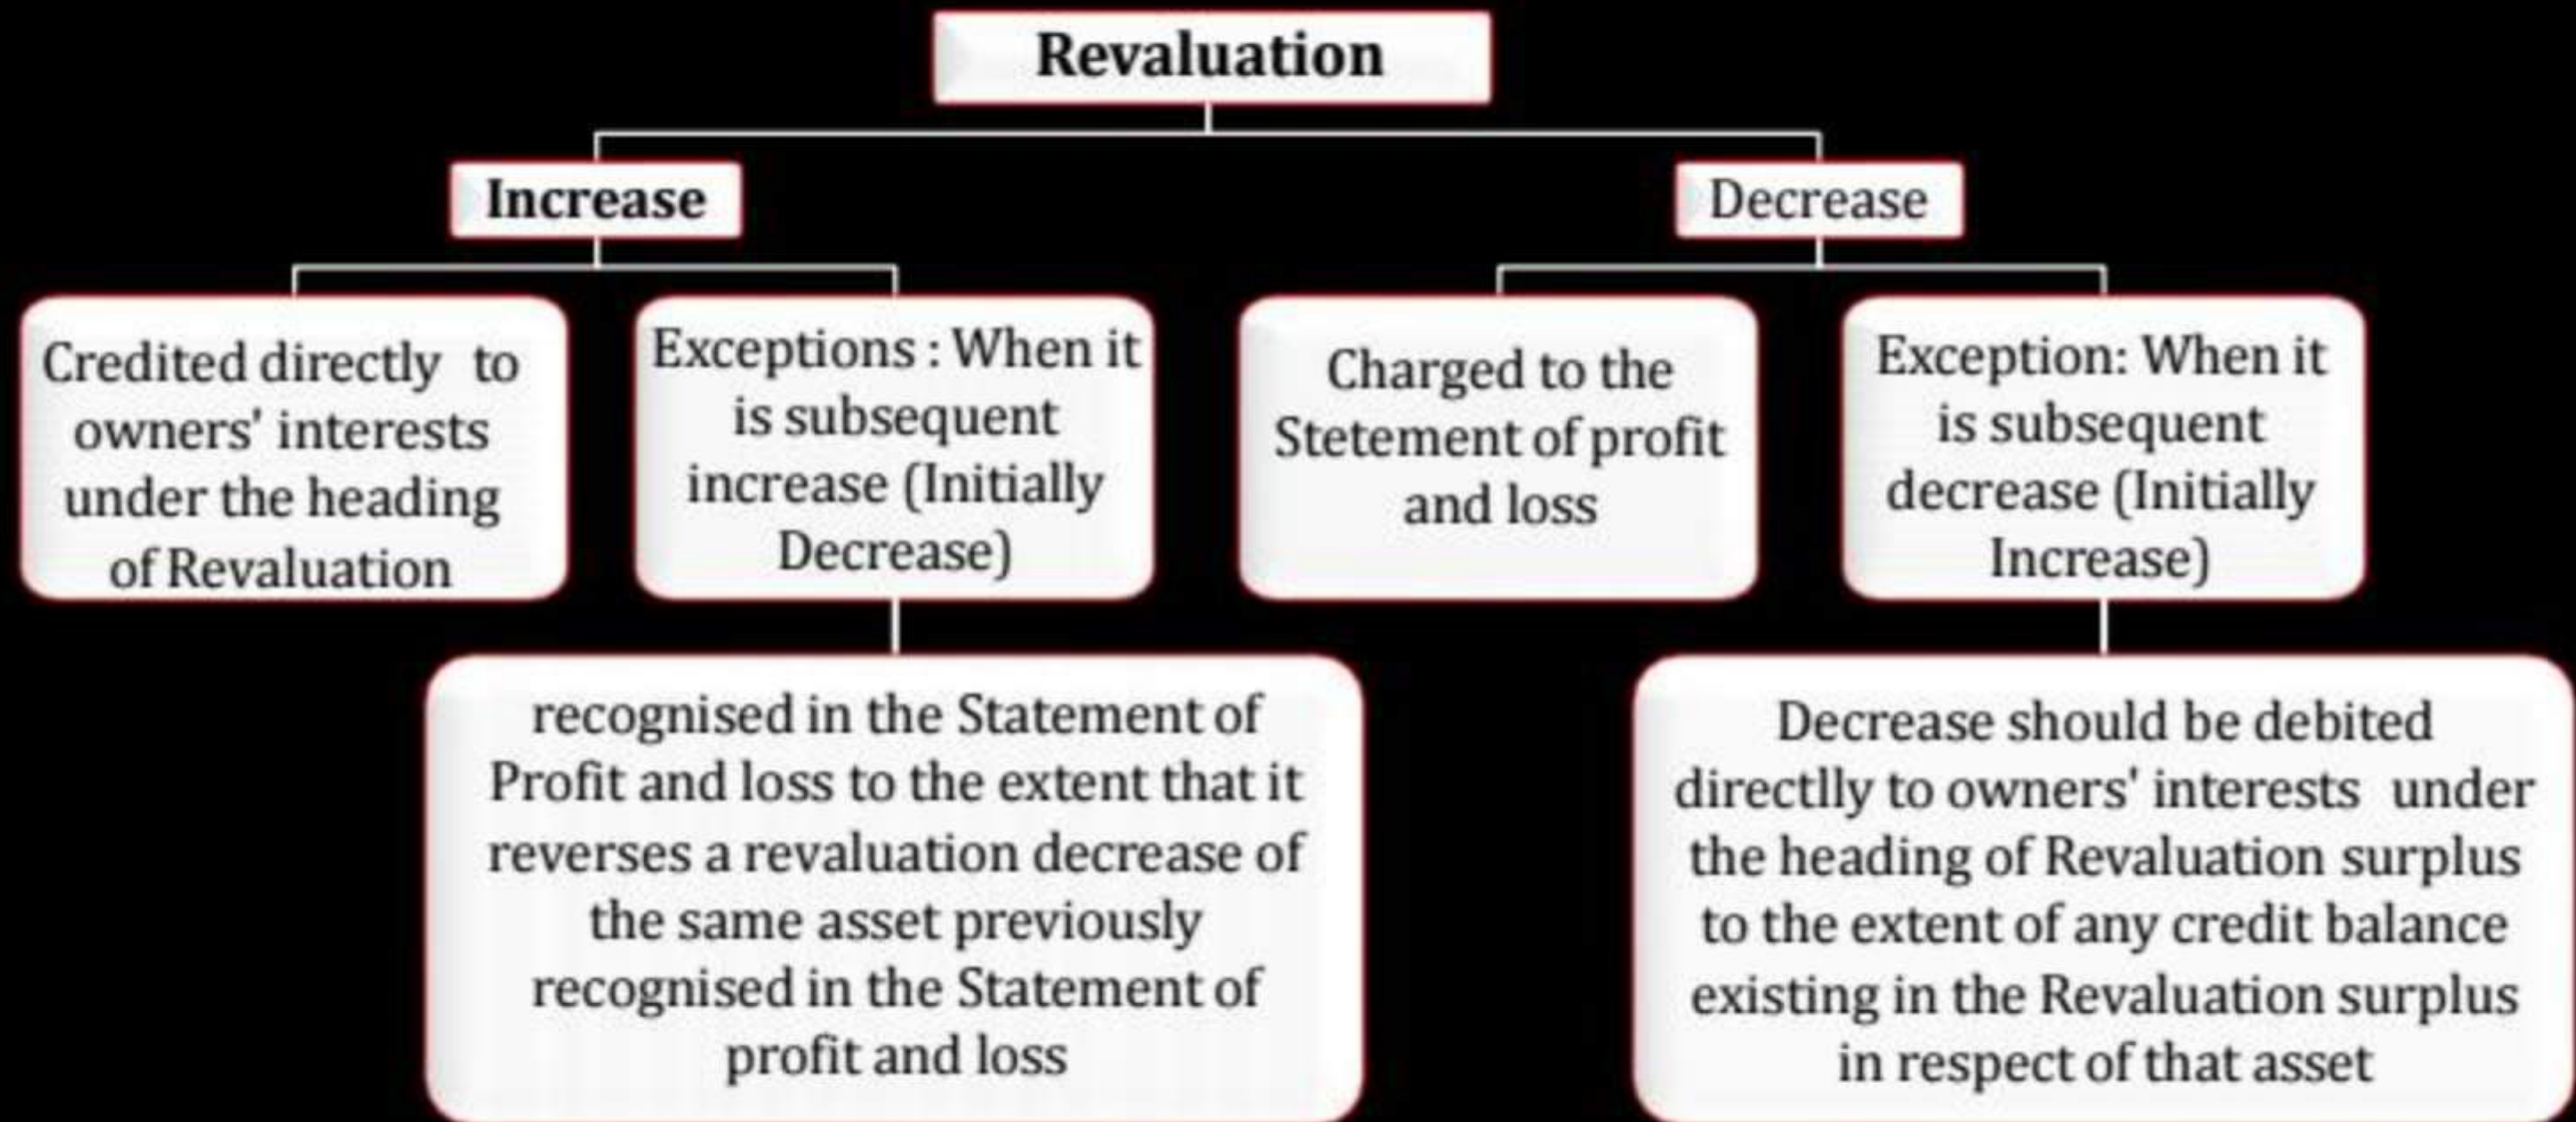 Revaluation
Increase
Decrease
Credited directly to
owners' interests
under the heading
of Revaluation
Exceptions : When it
is subsequent
increase (Initially
Decrease)
Charged to the
Stetement of profit
and loss
Exception: When it
is subsequent
decrease (Initially
Increase)
recognised in the Statement of
Profit and loss to the extent that it
reverses a revaluation decrease of
the same asset previously
recognised in the Statement of
profit and loss
Decrease should be debited
directlly to owners' interests under
the heading of Revaluation surplus
to the extent of any credit balance
existing in the Revaluation surplus
in respect of that asset